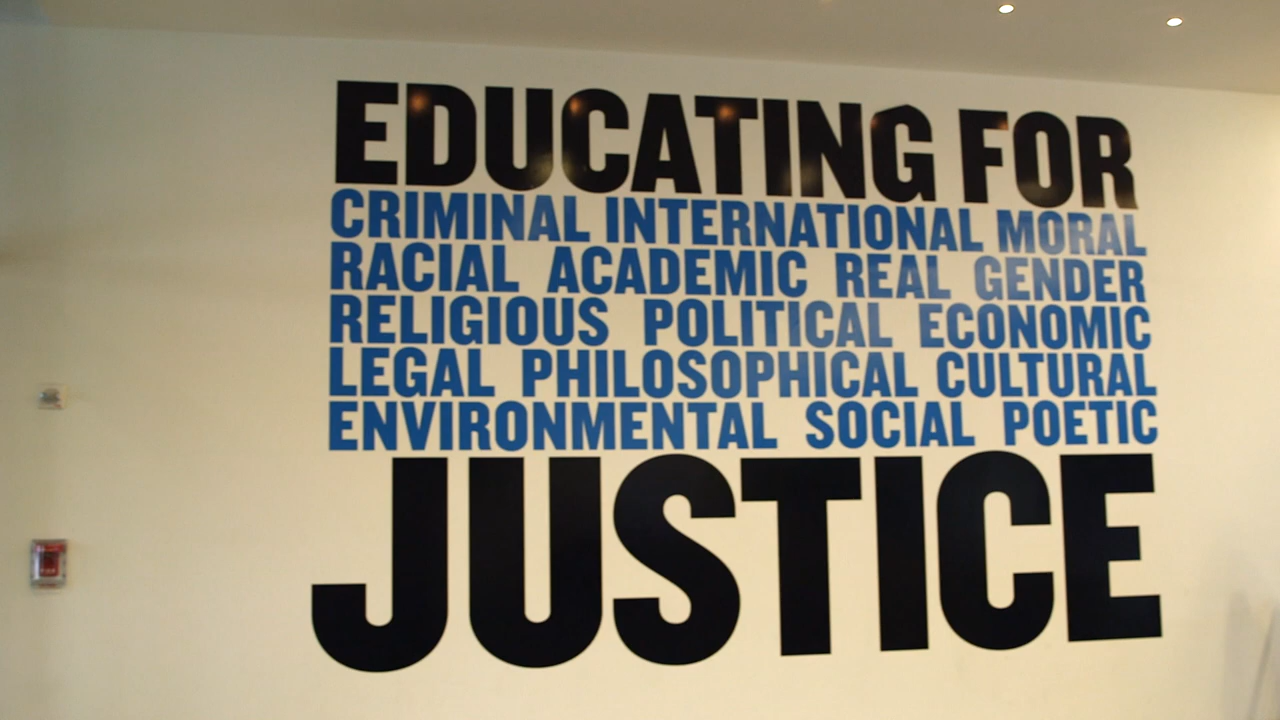 EDUCATING FOR
CRIMINAL INTERNATIONAL MORAL
RACIAL ACADEMIC REAL GENDER
RELIGIOUS POLITICAL ECONOMIC
LEGAL PHILOSOPHICAL CULTURAL
ENVIRONMENTAL SOCIAL POETIC
JUSTICE